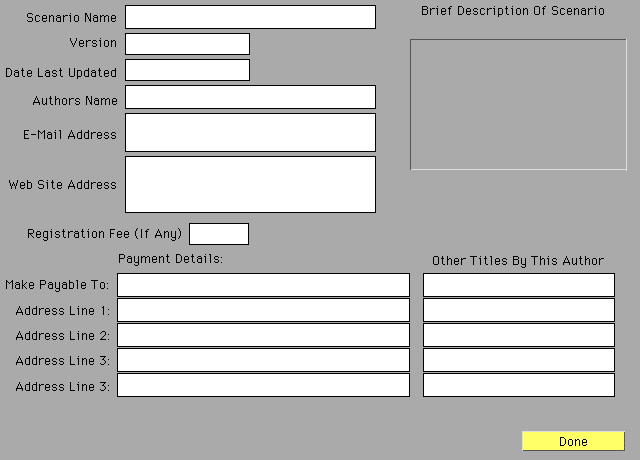 Scenario Name
Brief Description Of Scenario
Version
Date Last Updated
Authors Name
E-Mail Address
Web Site Address
Registration Fee (If Any)
Payment Details:
Other Titles By This Author
Make Payable To:
Address Line 1:
Address Line 2:
Address Line 3:
Address Line 3:
Done